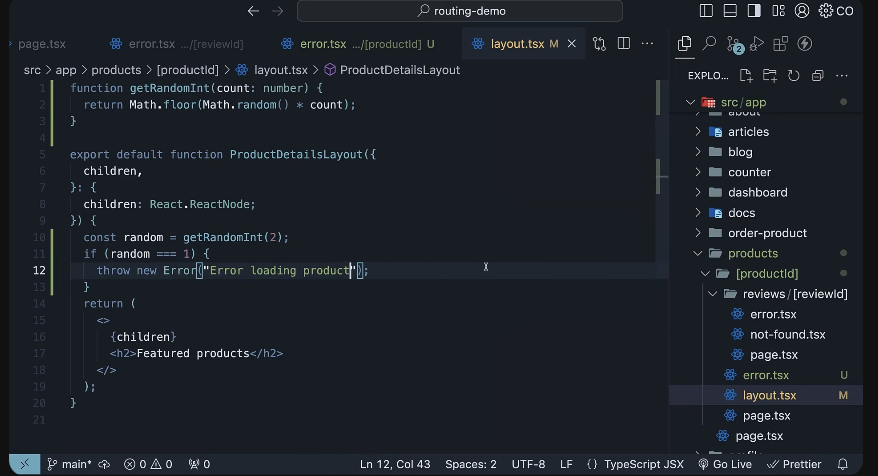 routing-demo
CO
page.tsx
error.tsx .../[reviewId]
error.tsx .../[productId] U
layout.tsx M
src > app > products > [productId] > layout.tsx > ProductDetailsLayout
1 function getRandomInt(count: number) {
2 return Math.floor(Math.random() * count);
3 }
4
5 export default function ProductDetailsLayout({
6 children,
7 }: {
8 children: React.ReactNode;
9 }) {
10 const random = getRandomInt(2);
11 if (random === 1) {
12 throw new Error("Error loading product");
13 }
14 return (
15 <>
16 {children}
17 <h2>Featured products</h2>
18 </>
19 );
20 }
21
2
EXPLO...
src/app
about
articles
blog
counter
dashboard
docs
order-product
products
[productId]
reviews/[reviewId]
error.tsx
not-found.tsx
page.tsx
error.tsx U
layout.tsx M
page.tsx
page.tsx
main* 0 0 0 Ln 12, Col 43 Spaces: 2 UTF-8 LF {} TypeScript JSX Go Live Prettier